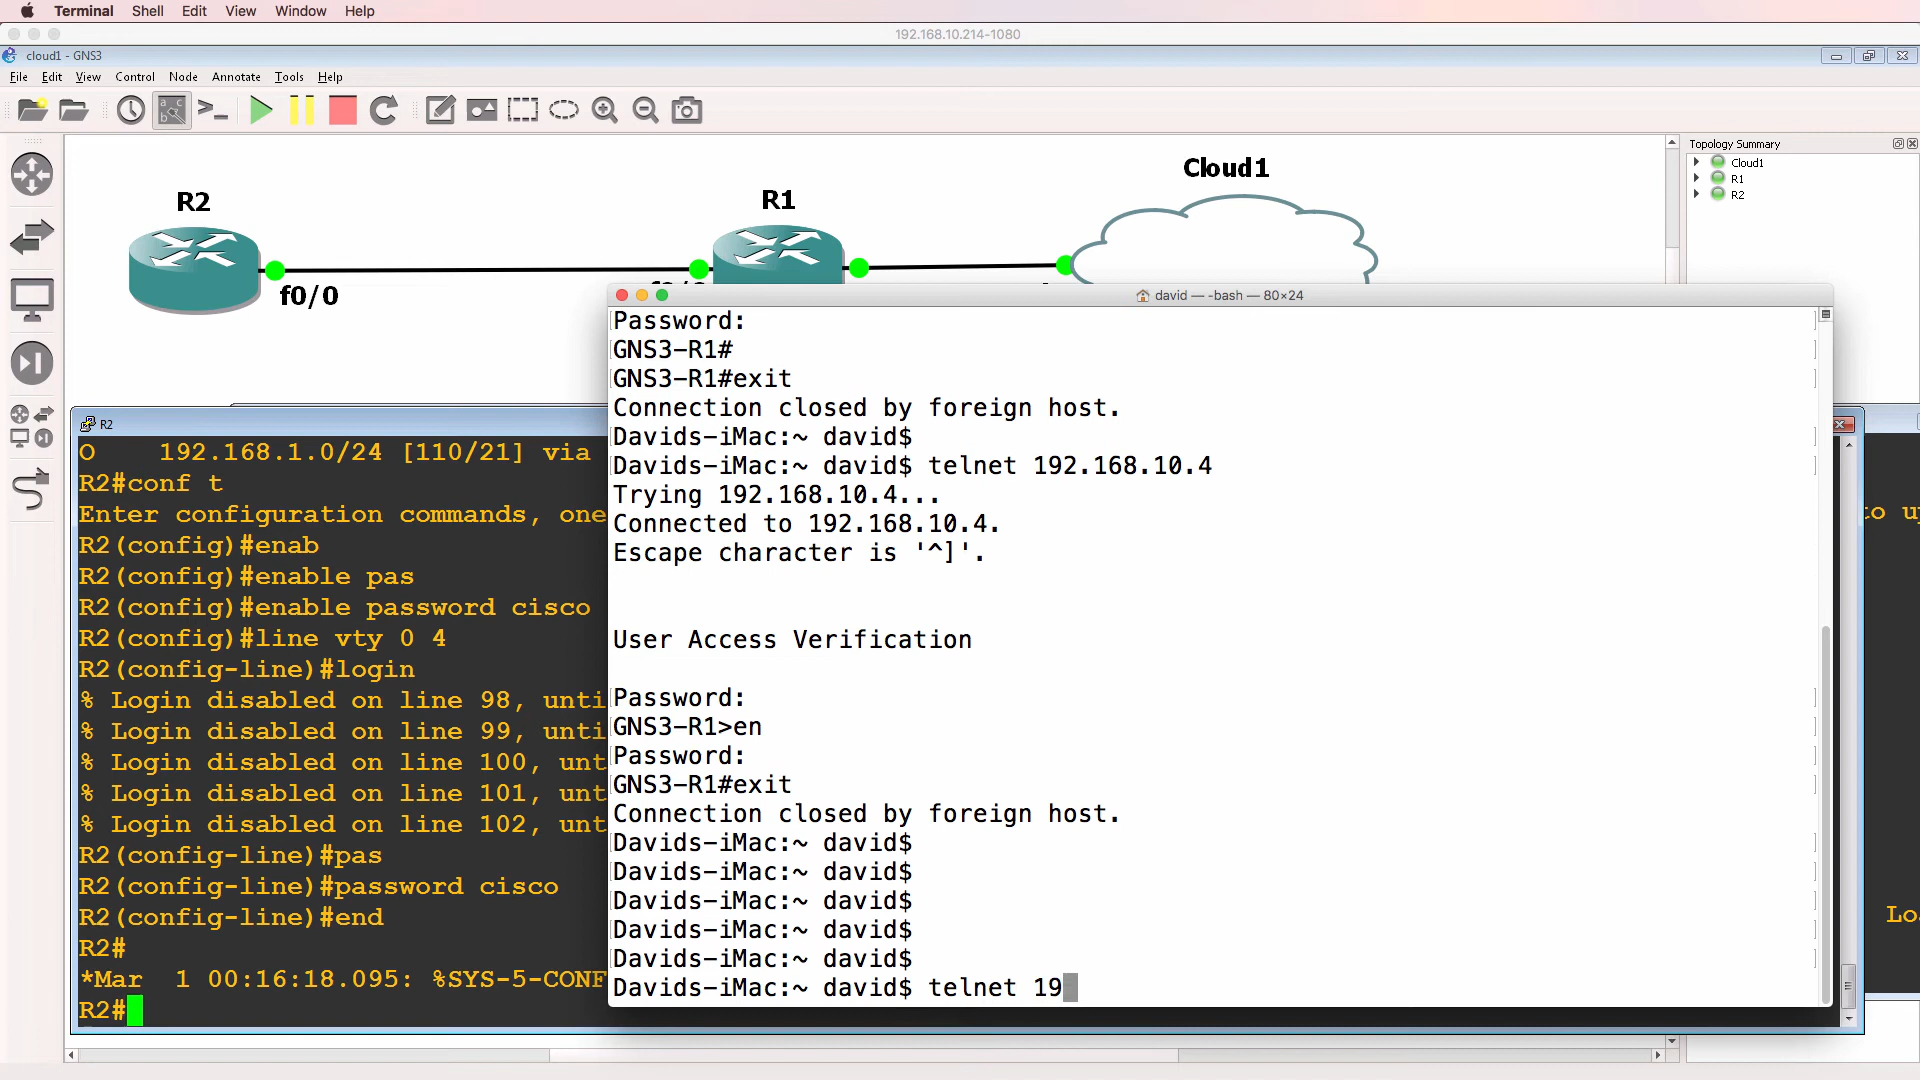 Terminal Shell Edit View Window Help
192.168.10.214-1080
cloud1 - GNS3
File Edit View Control Node Annotate Tools Help
Topology Summary
Cloud1
R1
R2
Cloud1
R2
R1
f0/0
david — -bash — 80×24
Password:
GNS3-R1#
GNS3-R1#exit
Connection closed by foreign host.
Davids-iMac:~ david$
Davids-iMac:~ david$ telnet 192.168.10.4
Trying 192.168.10.4...
Connected to 192.168.10.4.
Escape character is '^]'.
User Access Verification
Password:
GNS3-R1>en
Password:
GNS3-R1#exit
Connection closed by foreign host.
Davids-iMac:~ david$
Davids-iMac:~ david$
Davids-iMac:~ david$
Davids-iMac:~ david$
Davids-iMac:~ david$
Davids-iMac:~ david$ telnet 19
R2
O 192.168.1.0/24 [110/21] via
R2#conf t
Enter configuration commands, one
R2(config)#enab
R2(config)#enable pas
R2(config)#enable password cisco
R2(config)#line vty 0 4
R2(config-line)#login
% Login disabled on line 98, unti
% Login disabled on line 99, unti
% Login disabled on line 100, unt
% Login disabled on line 101, unt
% Login disabled on line 102, unt
R2(config-line)#pas
R2(config-line)#password cisco
R2(config-line)#end
R2#
*Mar 1 00:16:18.095: %SYS-5-CONF
R2#
to up
Lo